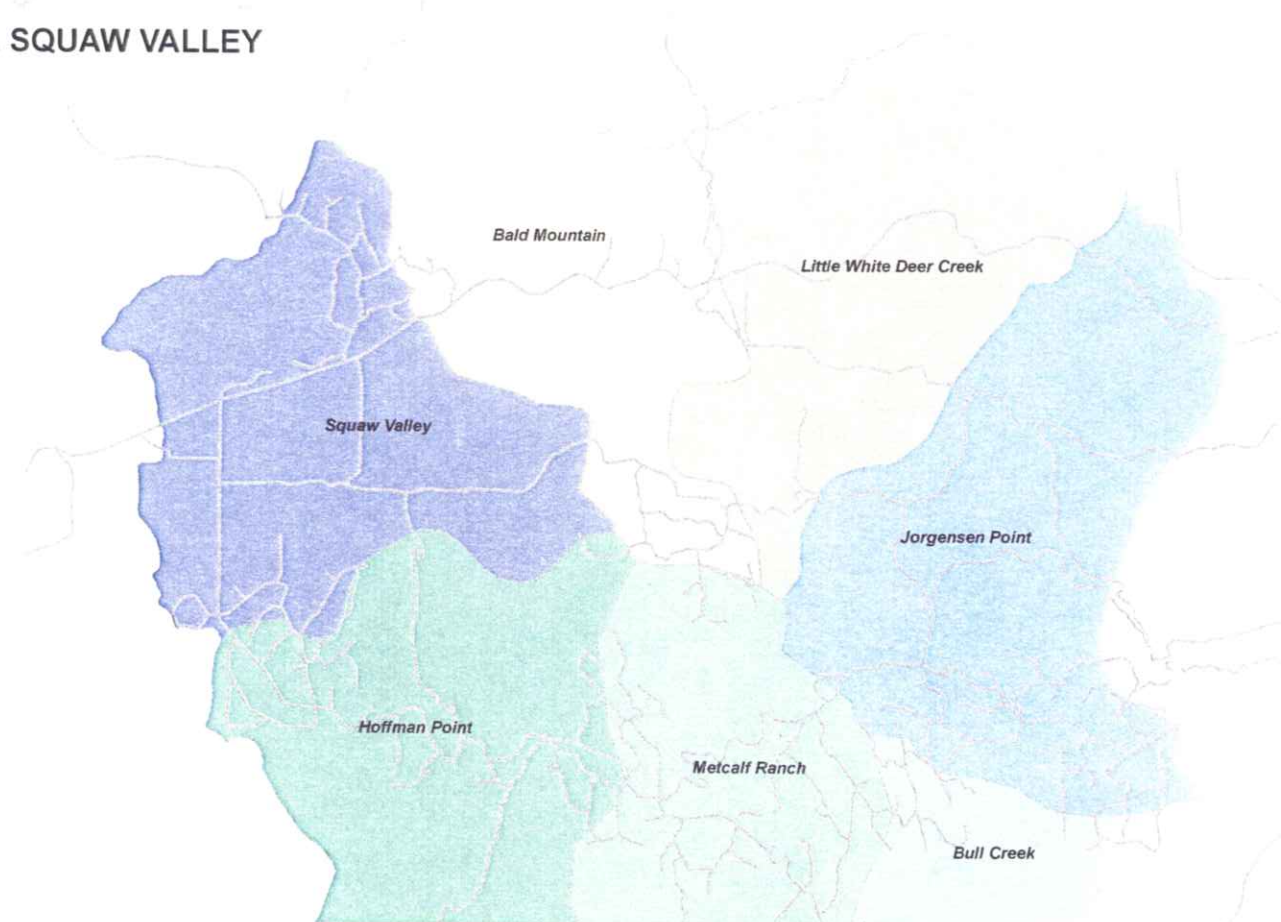 SQUAW VALLEY
Bald Mountain
Little White Deer Creek
Squaw Valley
Jorgensen Point
Hoffman Point
Metcalf Ranch
Bull Creek